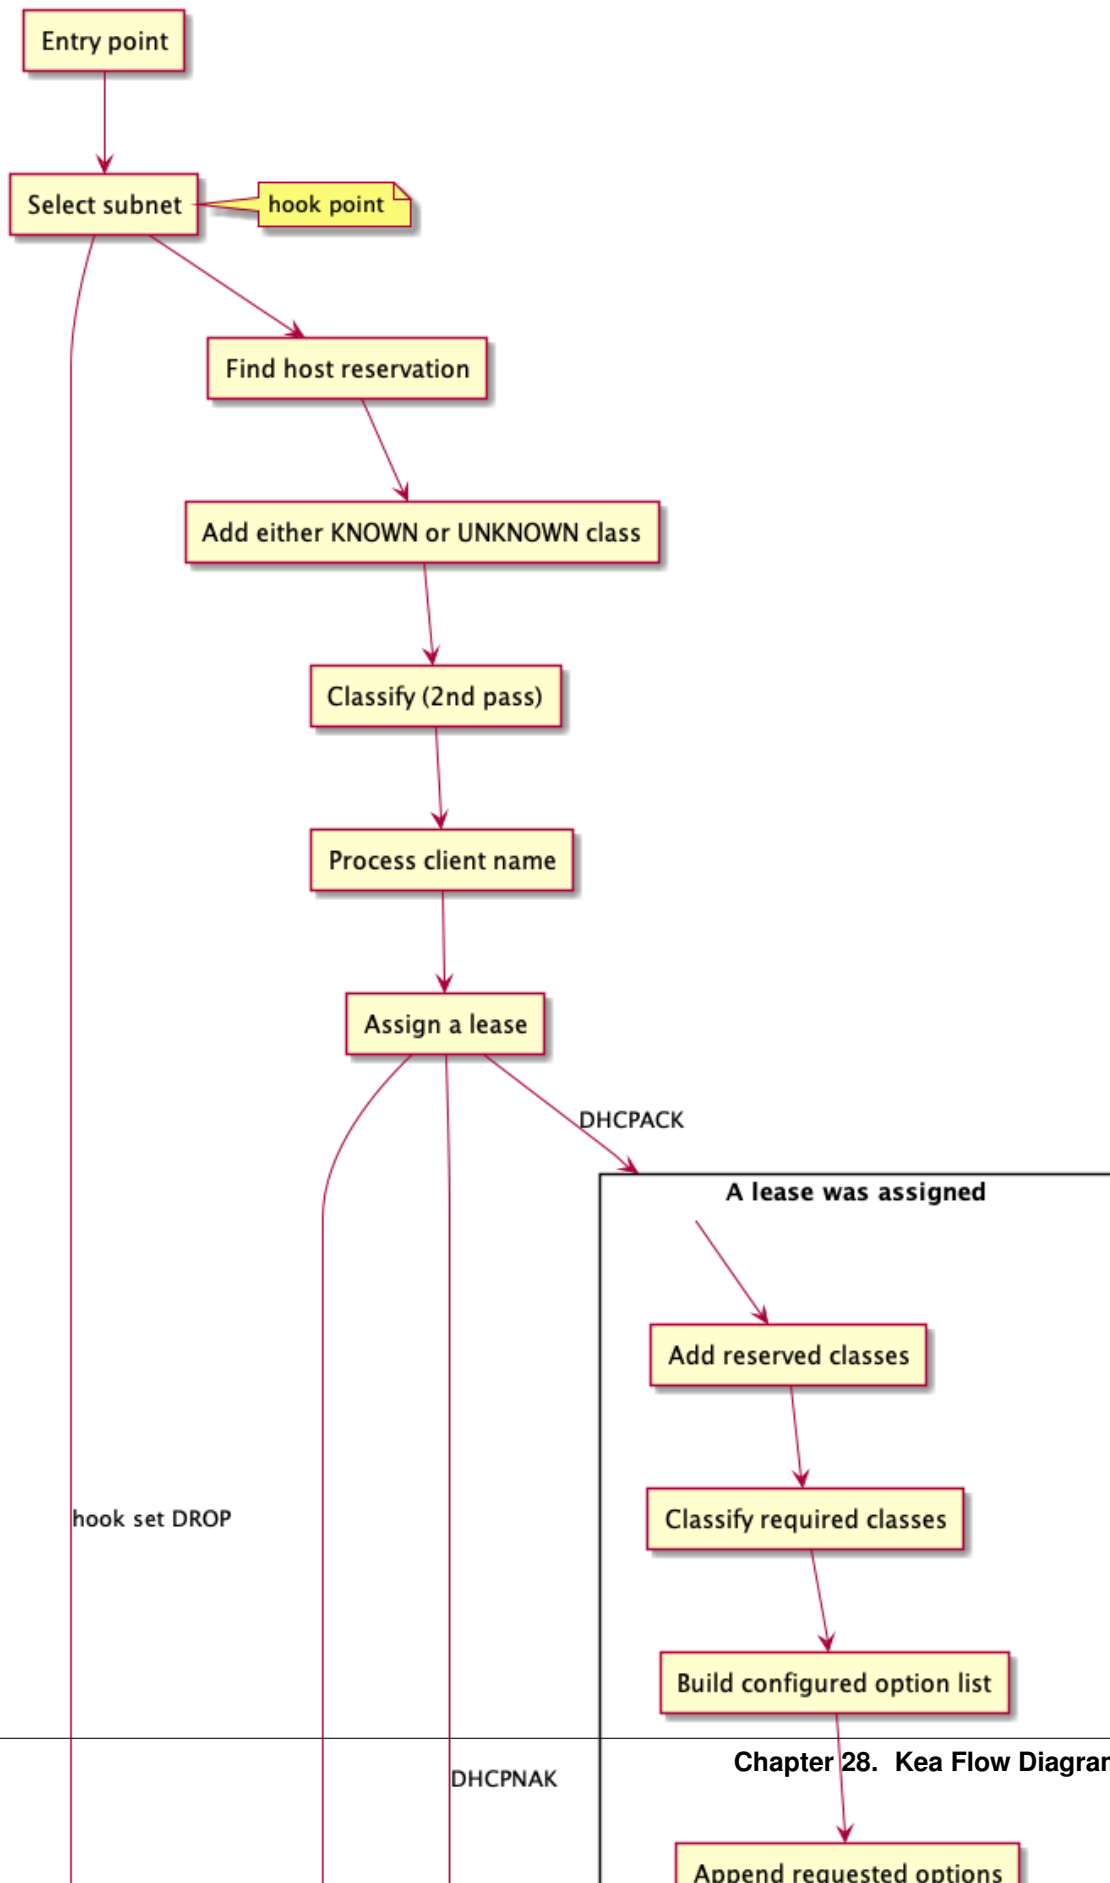 Entry point
Select subnet
hook point
Find host reservation
Add either KNOWN or UNKNOWN class
Classify (2nd pass)
Process client name
Assign a lease
DHCPACK
A lease was assigned
Add reserved classes
Classify required classes
hook set DROP
Build configured option list
Chapter 28. Kea Flow Diagram
DHCPNAK
Append requested options